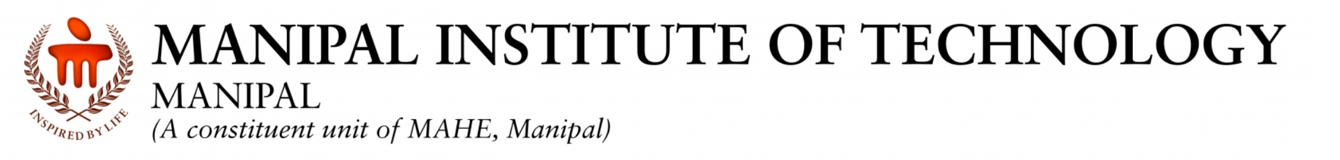 MANIPAL INSTITUTE OF TECHNOLOGY
MANIPAL
(A constituent unit of MAHE, Manipal)
INSPIRED BY LIFE